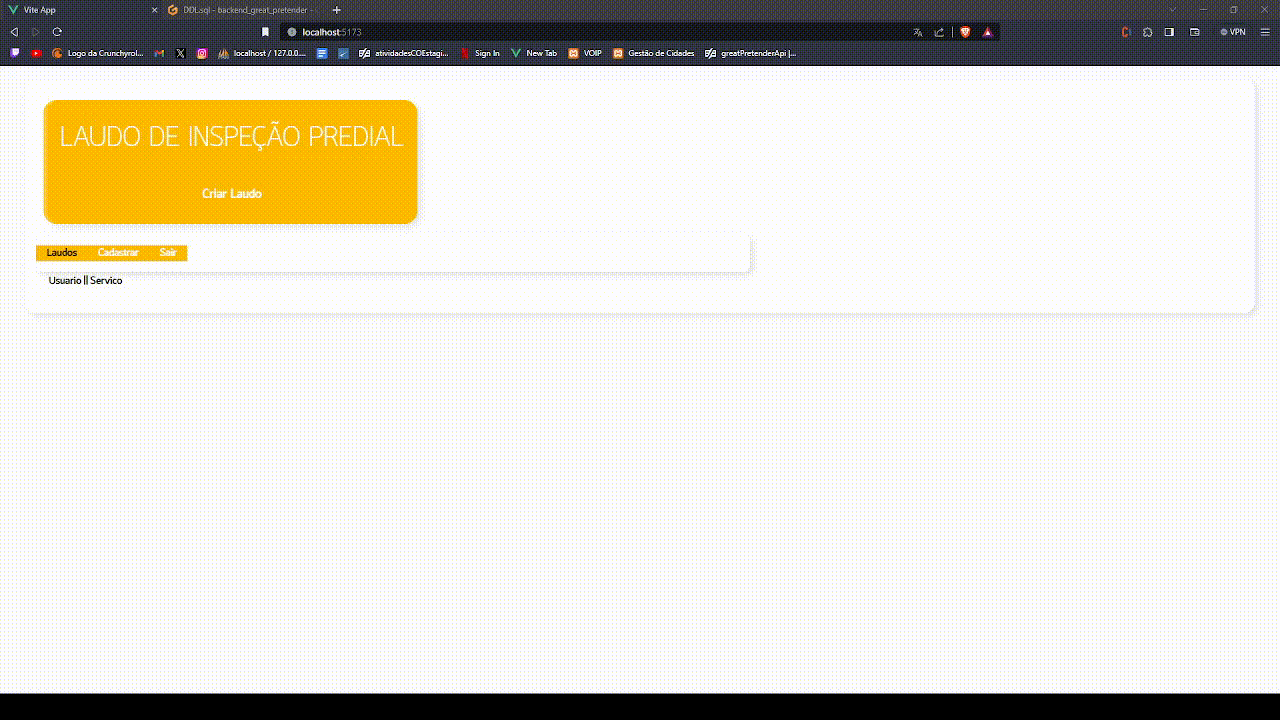 Vite App
DDL.sql - backend_great_pretender -
localhost:5173
VPN
Logo da Crunchyrol... localhost / 127.0.0.... atividadesCOEstagi... Sign In New Tab VOIP Gestão de Cidades greatPretenderApi |...
LAUDO DE INSPEÇÃO PREDIAL
Criar Laudo
Laudos Cadastrar Sair
Usuario || Servico